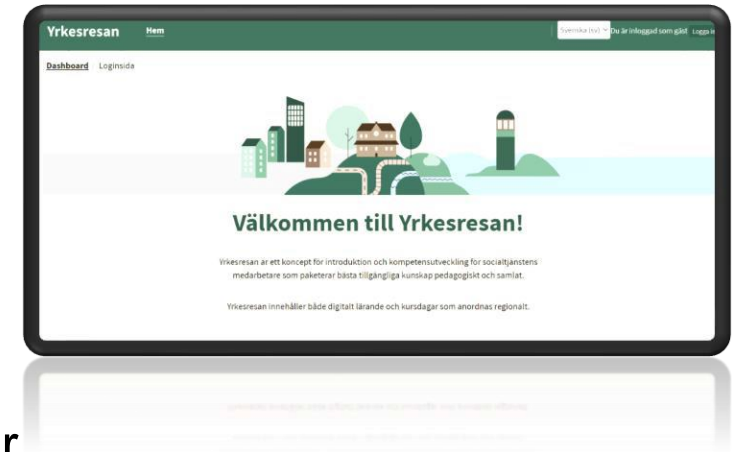 Yrkesresan Hem Svenska (sv) Du är inloggad som gäst Logga in
Dashboard Loginsida
Välkommen till Yrkesresan!
Yrkesresan är ett koncept för introduktion och kompetensutveckling för socialtjänstens
medarbetare som paketerar bästa tillgängliga kunskap pedagogiskt och samlat.
Yrkesresan innehåller både digitalt lärande och kursdagar som anordnas regionalt.
r